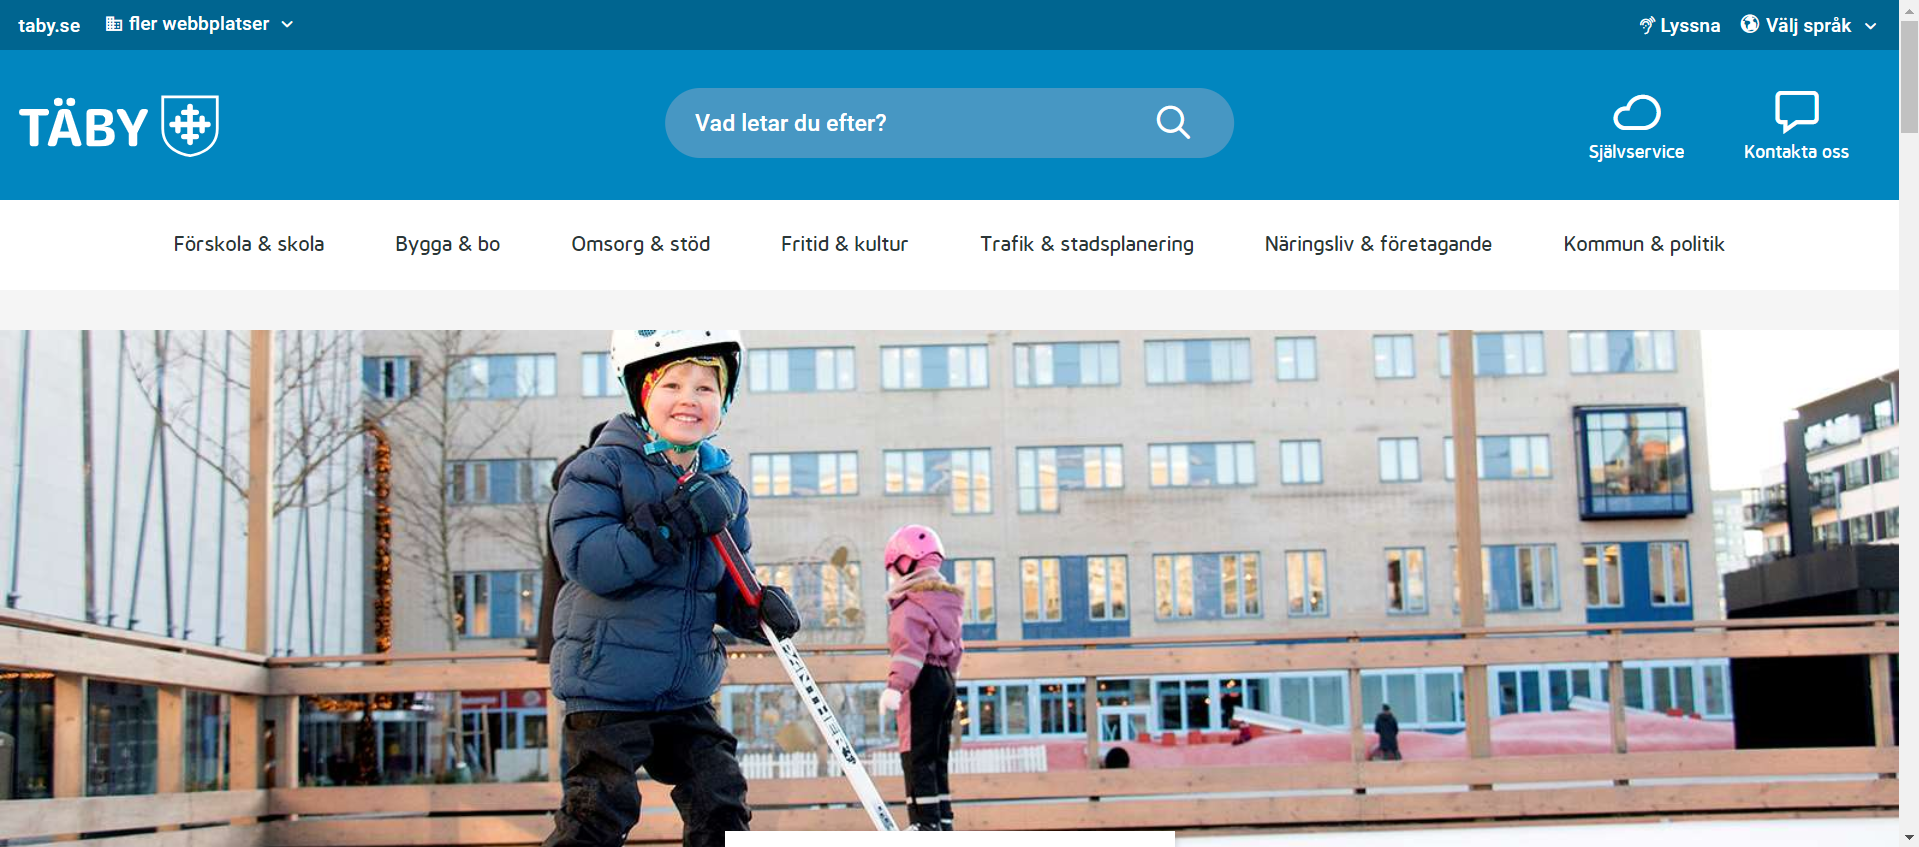 taby.se fler webbplatser Lyssna Välj språk
TÄBY Vad letar du efter? Självservice Kontakta oss
Förskola & skola Bygga & bo Omsorg & stöd Fritid & kultur Trafik & stadsplanering Näringsliv & företagande Kommun & politik